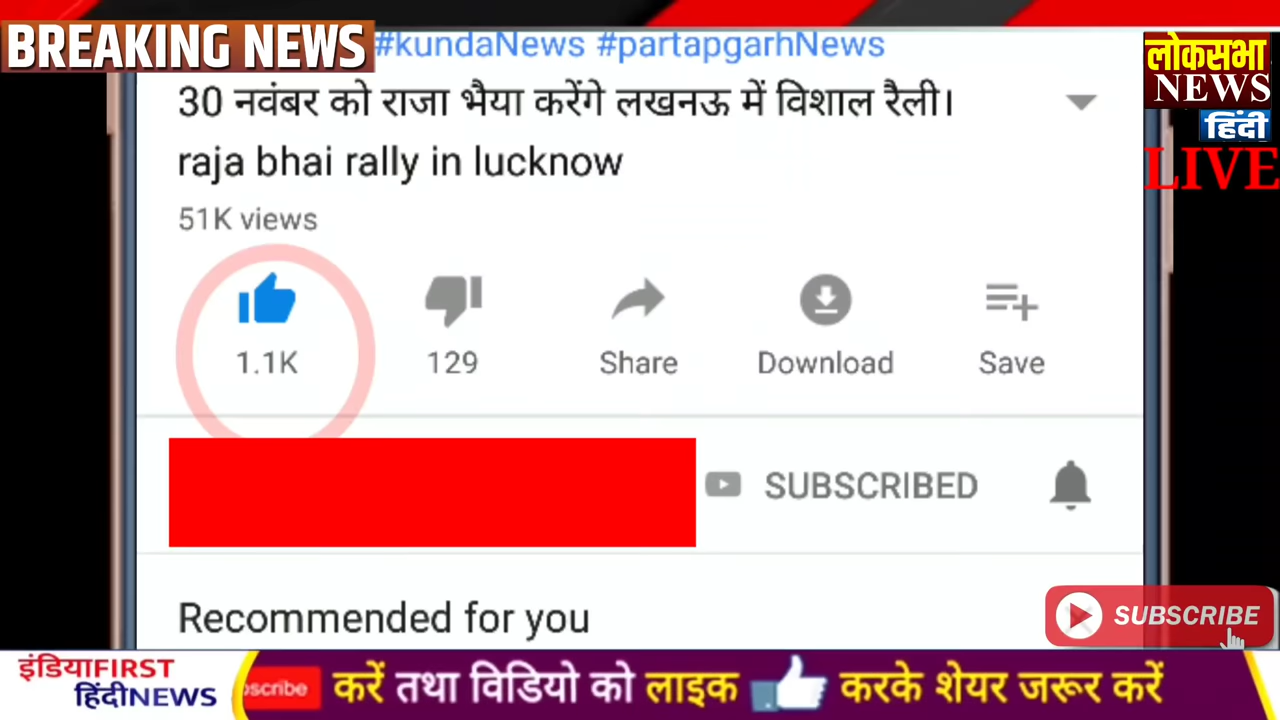 BREAKING NEWS
#kundaNews #partapgarhNews
लोकसभा
NEWS
हिंदी
LIVE
30 नवंबर को राजा भैया करेंगे लखनऊ में विशाल रैली।
raja bhai rally in lucknow
51K views
1.1K
129
Share
Download
Save
SUBSCRIBED
Recommended for you
SUBSCRIBE
इंडियाFIRST
हिंदीNEWS
bscribe करें तथा विडियो को लाइक करके शेयर जरूर करें